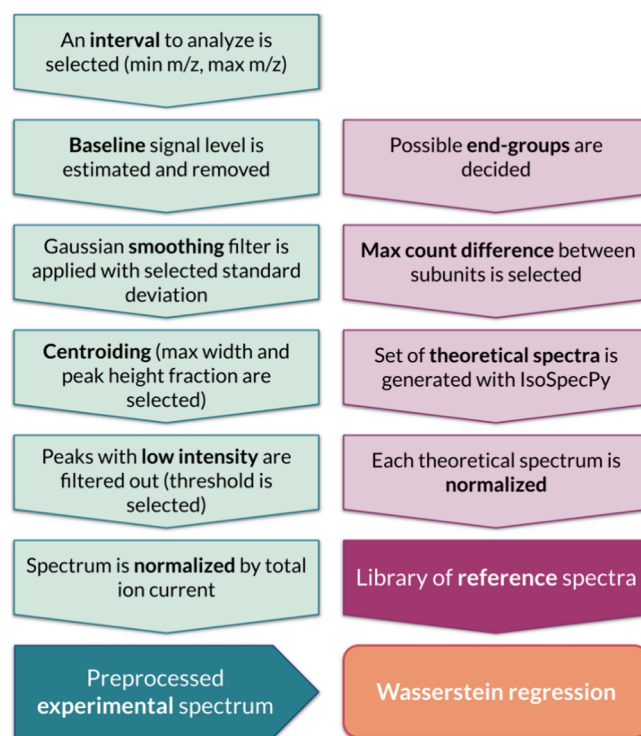 An interval to analyze is
selected (min m/z, max m/z)
Baseline signal level is
estimated and removed
Gaussian smoothing filter is
applied with selected standard
deviation
Centroiding (max width and
peak height fraction are
selected)
Peaks with low intensity are
filtered out (threshold is
selected)
Spectrum is normalized by total
ion current
Preprocessed
experimental spectrum
Possible end-groups are
decided
Max count difference between
subunits is selected
Set of theoretical spectra is
generated with IsoSpecPy
Each theoretical spectrum is
normalized
Library of reference spectra
Wasserstein regression